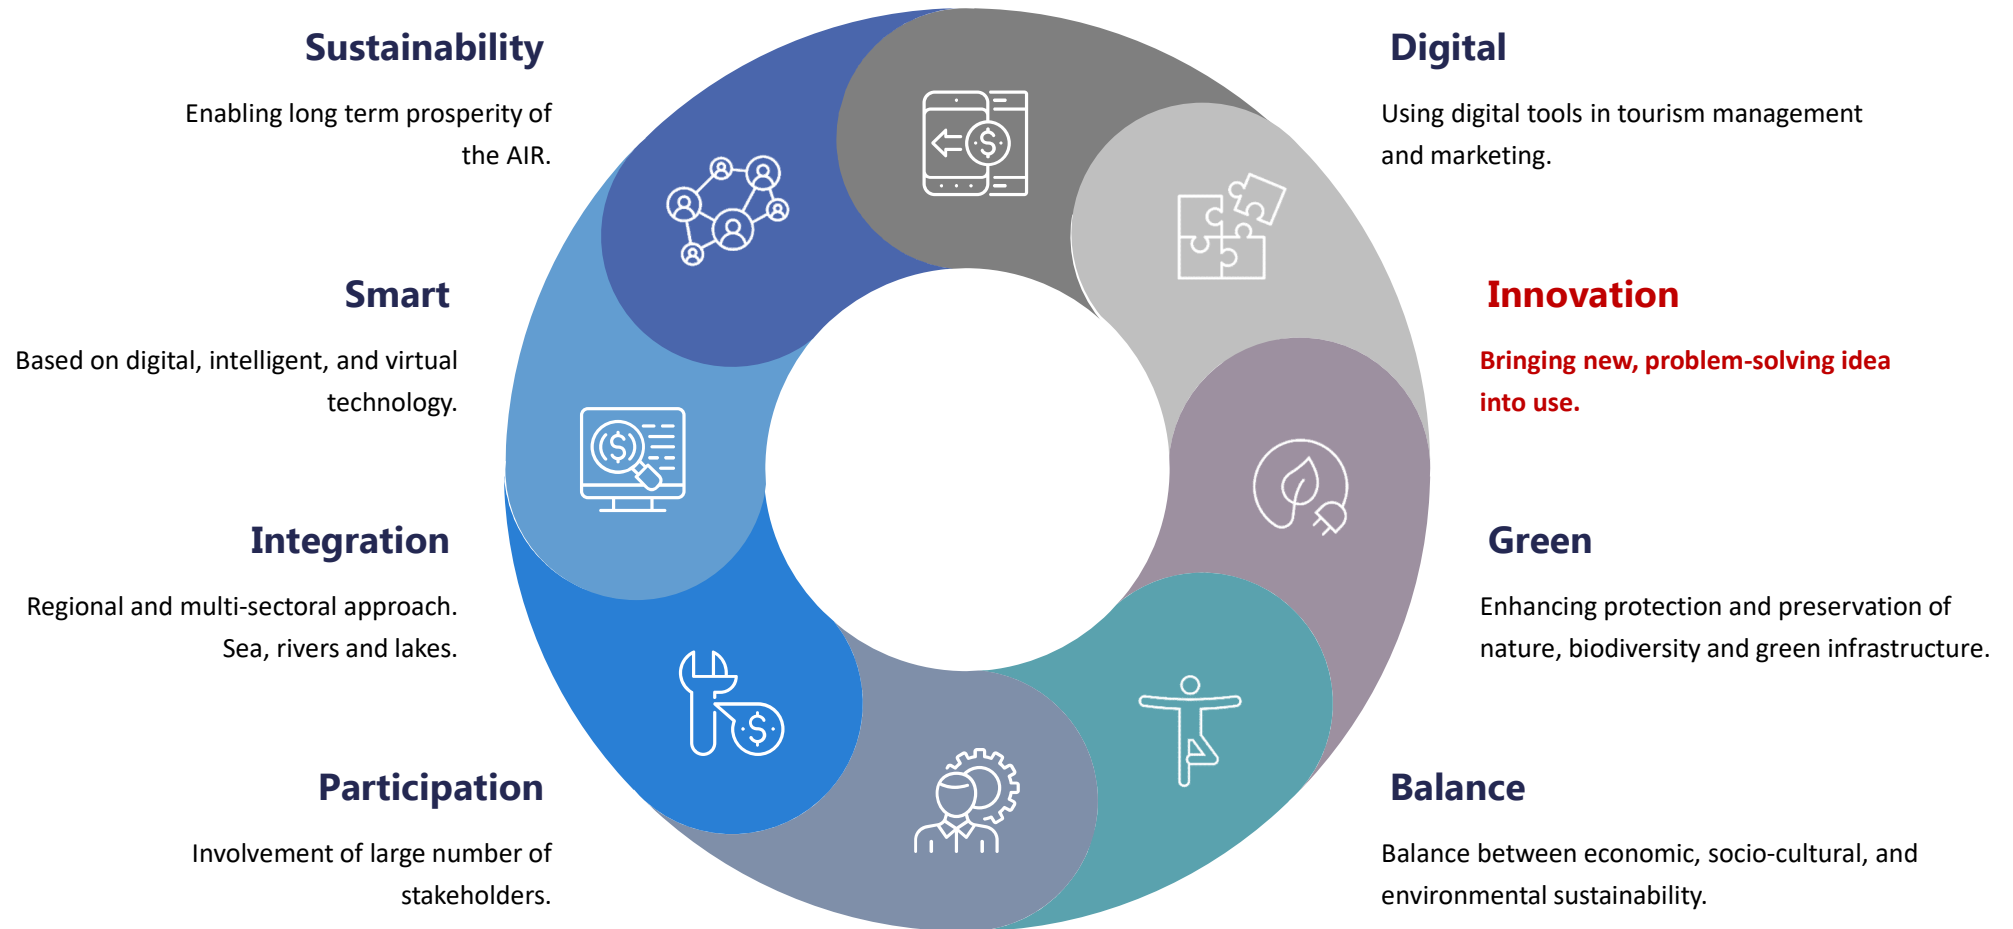 Sustainability
Enabling long term prosperity of
the AIR.
Smart
Based on digital, intelligent, and virtual
technology.
Integration
Regional and multi-sectoral approach.
Sea, rivers and lakes.
Participation
Involvement of large number of
stakeholders.
Digital
Using digital tools in tourism management
and marketing.
Innovation
Bringing new, problem-solving idea
into use.
Green
Enhancing protection and preservation of
nature, biodiversity and green infrastructure.
Balance
Balance between economic, socio-cultural, and
environmental sustainability.
$
$
$